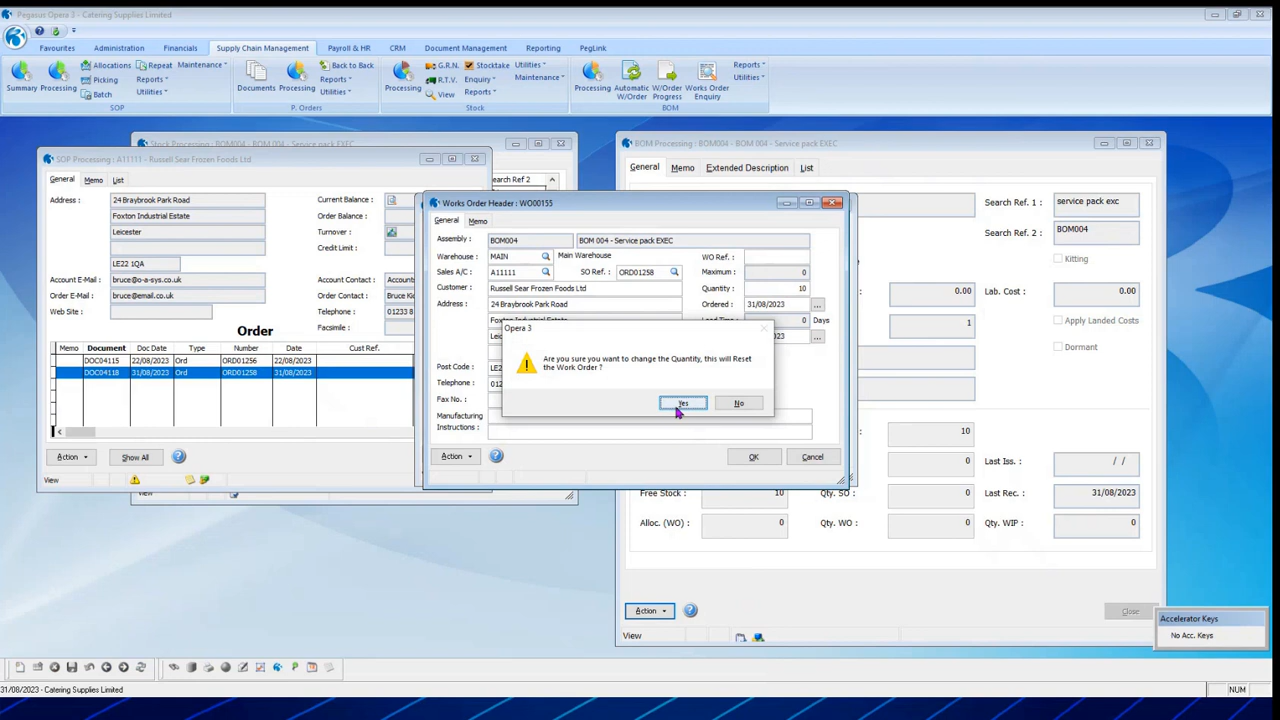 Pegasus Opera 3 - Catering Supplies Limited
Favourites Administration Financials Supply Chain Management Payroll & HR CRM Document Management Reporting PegLink
Summary Processing Allocations Picking Batch Repeat Reports Utilities Maintenance
SOP
Documents Processing Back to Back Reports Utilities
P. Orders
Processing G.R.N. R.T.V. View Stocktake Enquiry Reports Utilities Maintenance
Stock
Processing Automatic W/Order W/Order Progress Works Order Enquiry Reports Utilities
BOM
Stock Processing : BOM004 - BOM 004 - Service pack EXEC
Search Ref 2
SOP Processing : A11111 - Russell Sear Frozen Foods Ltd
General Memo List
Address : 24 Braybrook Park Road
Foxton Industrial Estate
Leicester
LE22 1QA
Current Balance :
Order Balance :
Turnover :
Credit Limit :
Account E-Mail : bruce@o-a-sys.co.uk
Order E-Mail : bruce@email.co.uk
Web Site :
Account Contact : Accounts
Order Contact : Bruce Ki
Telephone : 01233 8
Facsimile :
Order
Memo Document Doc Date Type Number Date Cust Ref.
DOC04115 22/08/2023 Ord ORD01256 22/08/2023
DOC04118 31/08/2023 Ord ORD01258 31/08/2023
Action Show All
View
View
Works Order Header : WO00155
General Memo
Assembly : BOM004 BOM 004 - Service pack EXEC
Warehouse : MAIN Main Warehouse WO Ref. :
Sales A/C : A11111 SO Ref. : ORD01258 Maximum : 0
Customer : Russell Sear Frozen Foods Ltd Quantity : 10
Address : 24 Braybrook Park Road Ordered : 31/08/2023
0 Days
Post Code :
Telephone :
Fax No. :
Manufacturing
Instructions :
Action OK Cancel
Opera 3
Are you sure you want to change the Quantity, this will Reset
the Work Order ?
Yes No
BOM Processing : BOM004 - BOM 004 - Service pack EXEC
General Memo Extended Description List
Search Ref. 1 : service pack exc
Search Ref. 2 : BOM004
Kitting
0.00 Lab. Cost : 0.00
1 Apply Landed Costs
Dormant
10
0 Last Iss. : / /
Free Stock : 10 Qty. SO : 0 Last Rec. : 31/08/2023
Alloc. (WO) : 0 Qty. WO : 0 Qty. WIP : 0
Action Close
View
Accelerator Keys
No Acc. Keys
31/08/2023 - Catering Supplies Limited
NUM